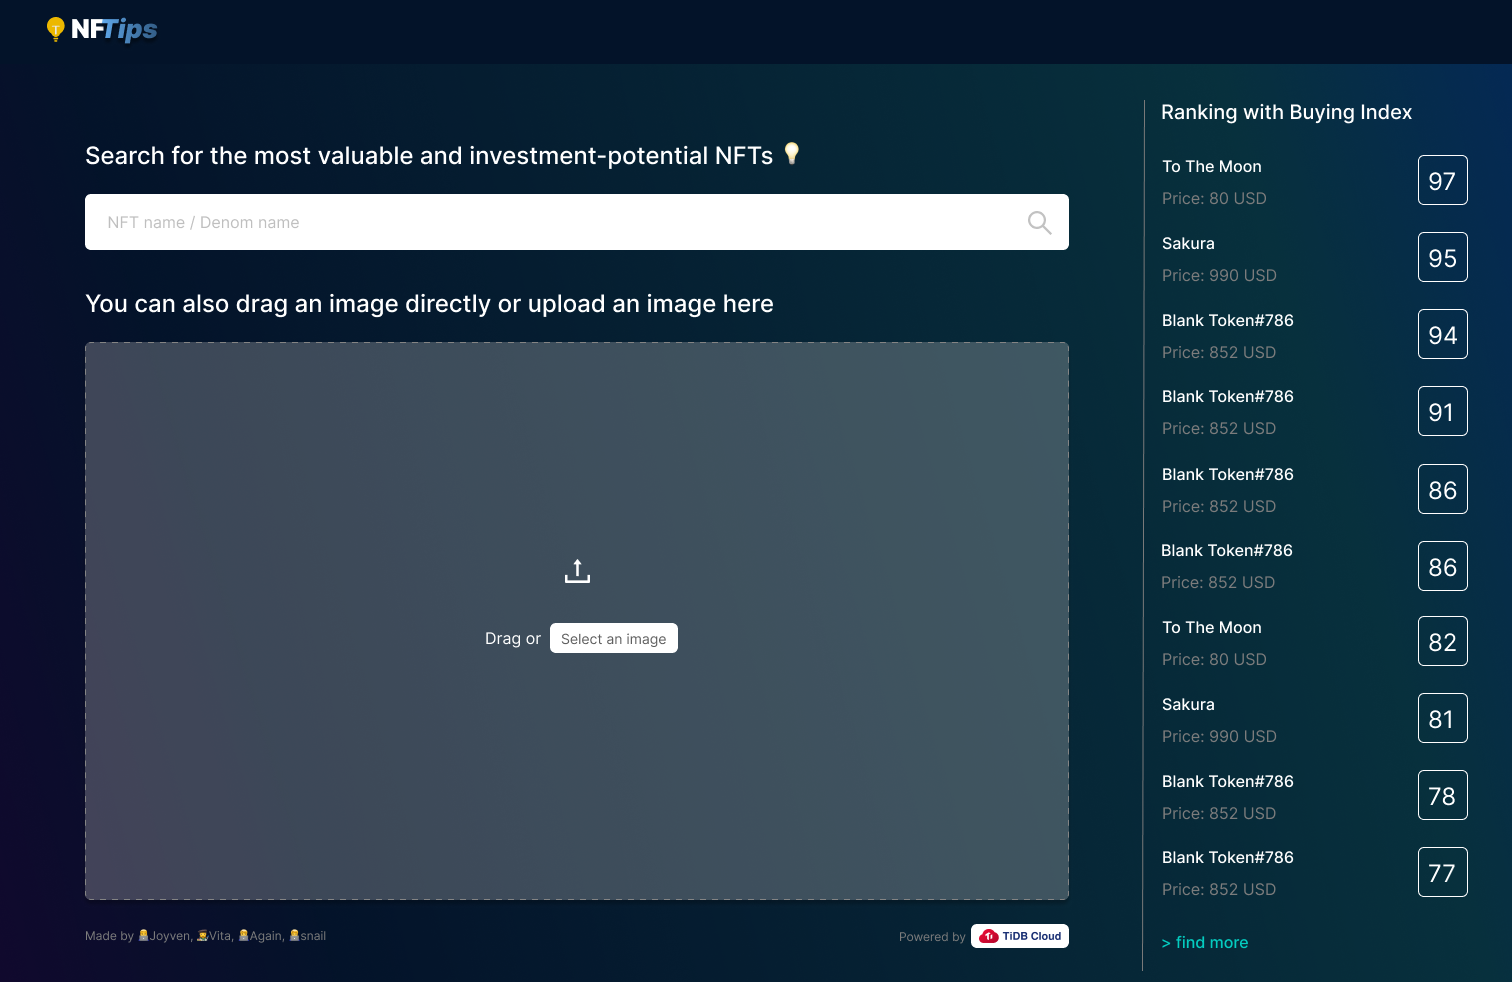 NFTips
Search for the most valuable and investment-potential NFTs
NFT name / Denom name
You can also drag an image directly or upload an image here
Drag or Select an image
Made by Joyven, Vita, Again, snail
Powered by TiDB Cloud
Ranking with Buying Index
To The Moon
Price: 80 USD
97
Sakura
Price: 990 USD
95
Blank Token#786
Price: 852 USD
94
Blank Token#786
Price: 852 USD
91
Blank Token#786
Price: 852 USD
86
Blank Token#786
Price: 852 USD
86
To The Moon
Price: 80 USD
82
Sakura
Price: 990 USD
81
Blank Token#786
Price: 852 USD
78
Blank Token#786
Price: 852 USD
77
> find more